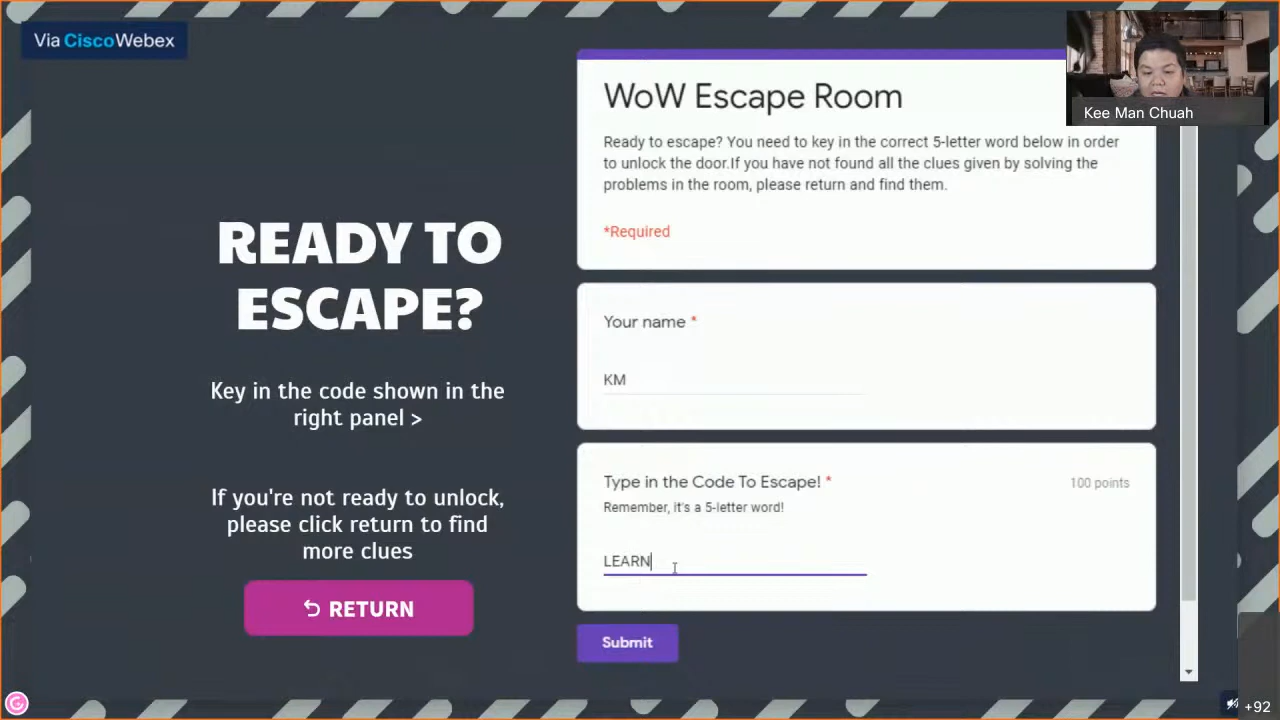 Via CiscoWebex
Kee Man Chuah
WoW Escape Room
Ready to escape? You need to key in the correct 5-letter word below in order
to unlock the door.If you have not found all the clues given by solving the
problems in the room, please return and find them.
*Required
READY TO
ESCAPE?
Your name *
KM
Key in the code shown in the
right panel >
Type in the Code To Escape! *
100 points
Remember, it's a 5-letter word!
If you're not ready to unlock,
please click return to find
more clues
LEARN
RETURN
Submit
+92